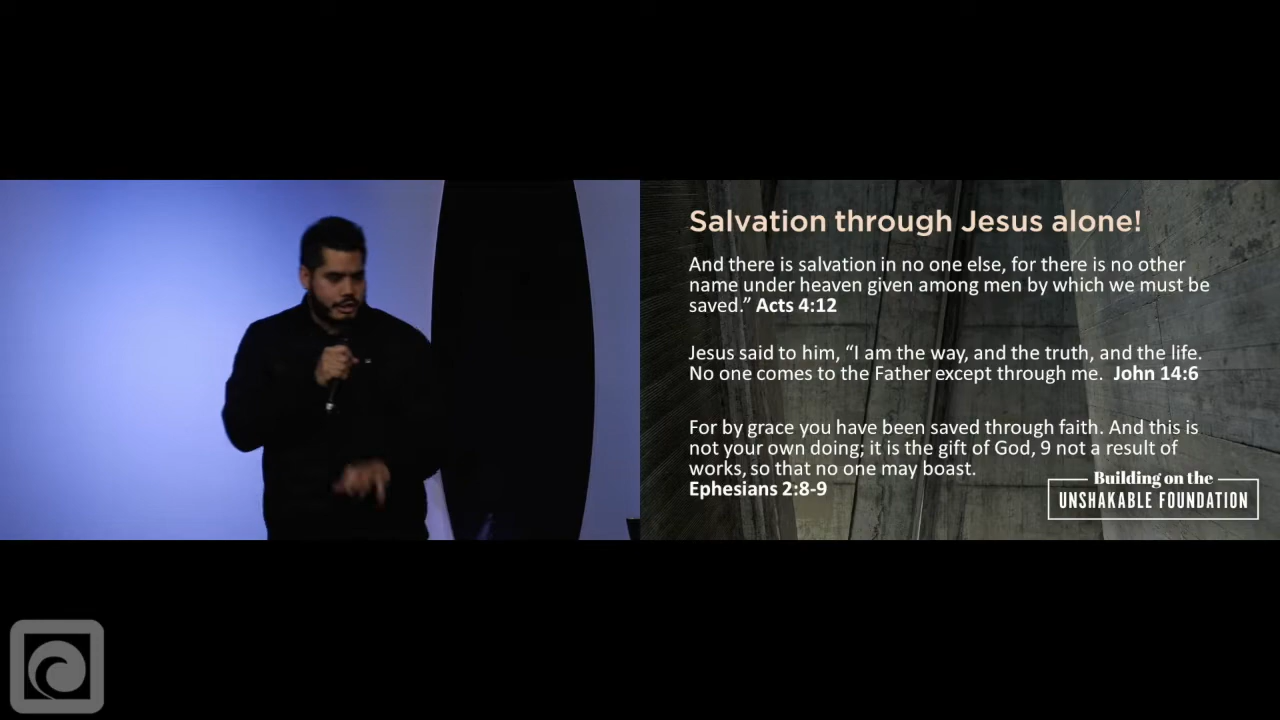 Salvation through Jesus alone!
And there is salvation in no one else, for there is no other
name under heaven given among men by which we must be
saved.” Acts 4:12
Jesus said to him, “I am the way, and the truth, and the life.
No one comes to the Father except through me. John 14:6
For by grace you have been saved through faith. And this is
not your own doing; it is the gift of God, 9 not a result of
works, so that no one may boast.
Ephesians 2:8-9
Building on the
UNSHAKABLE FOUNDATION